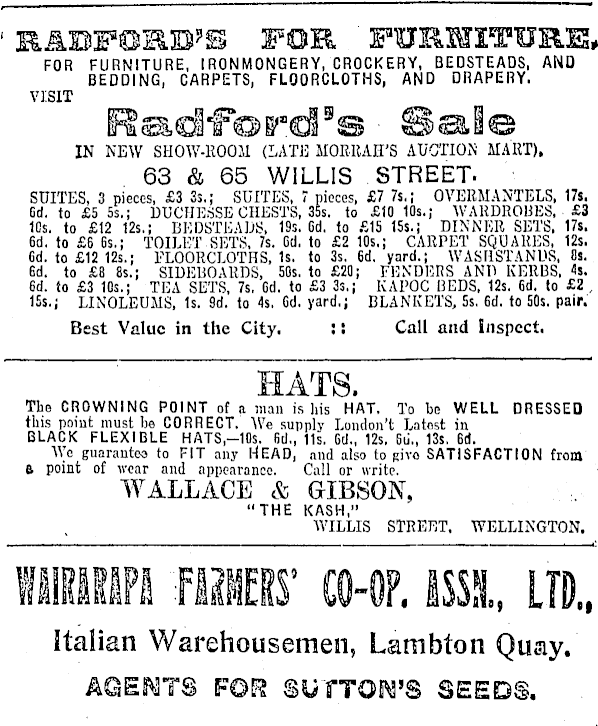 RADFORD'S FOR FURNITURE,
FOR FURNITURE, IRONMONGERY, CROCKERY, BEDSTEADS, AND
BEDDING, CARPETS, FLOORCLOTHS, AND DRAPERY.
VISIT
Radford's Sale
IN NEW SHOW-ROOM (LATE MORRAH'S AUCTION MART),
63 & 65 WILLIS STREET.
SUITES, 3 pieces, £3 3s.; SUITES, 7 pieces, £7 7s.; OVERMANTELS, 17s.
6d. to £5 5s.; DUCHESSE CHESTS, 35s. to £10 10s.; WARDROBES, £3
10s. to £12 12s.; BEDSTEADS, 19s. 6d. to £15 15s.; DINNER SETS, 17s.
6d. to £6 6s.; TOILET SETS, 7s. 6d. to £2 10s.; CARPET SQUARES, 12s.
6d. to £12 12s.; FLOORCLOTHS, 1s. to 3s. 6d. yard.; WASHSTANDS, 8s.
6d. to £8 8s.; SIDEBOARDS, 50s. to £20; FENDERS AND KERBS, 4s.
6d. to £3 10s.; TEA SETS, 7s. 6d. to £3 3s.; KAPOC BEDS, 12s. 6d. to £2
15s.; LINOLEUMS, 1s. 9d. to 4s. 6d. yard.; BLANKETS, 5s. 6d. to 50s. pair.
Best Value in the City. :: Call and Inspect.
HATS.
The CROWNING POINT of a man is his HAT. To be WELL DRESSED
this point must be CORRECT. We supply London't Latest in
BLACK FLEXIBLE HATS,—10s. 6d., 11s. 6d., 12s. 6d., 13s. 6d.
We guarantee to FIT any HEAD, and also to give SATISFACTION from
a point of wear and appearance. Call or write.
WALLACE & GIBSON,
"THE KASH,"
WILLIS STREET, WELLINGTON.
WAIRARAPA FARMERS' CO-OP. ASSN., LTD.,
Italian Warehousemen, Lambton Quay.
AGENTS FOR SUTTON'S SEEDS.